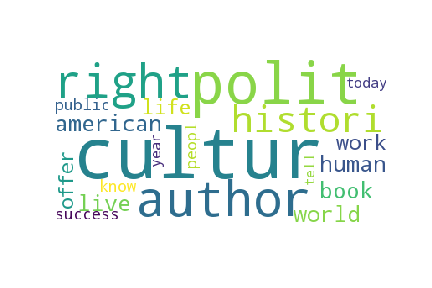 right
polit
today
public
life
american
histori
cultur
year
peopl
work
offer
human
know
tell
live
author
book
success
world